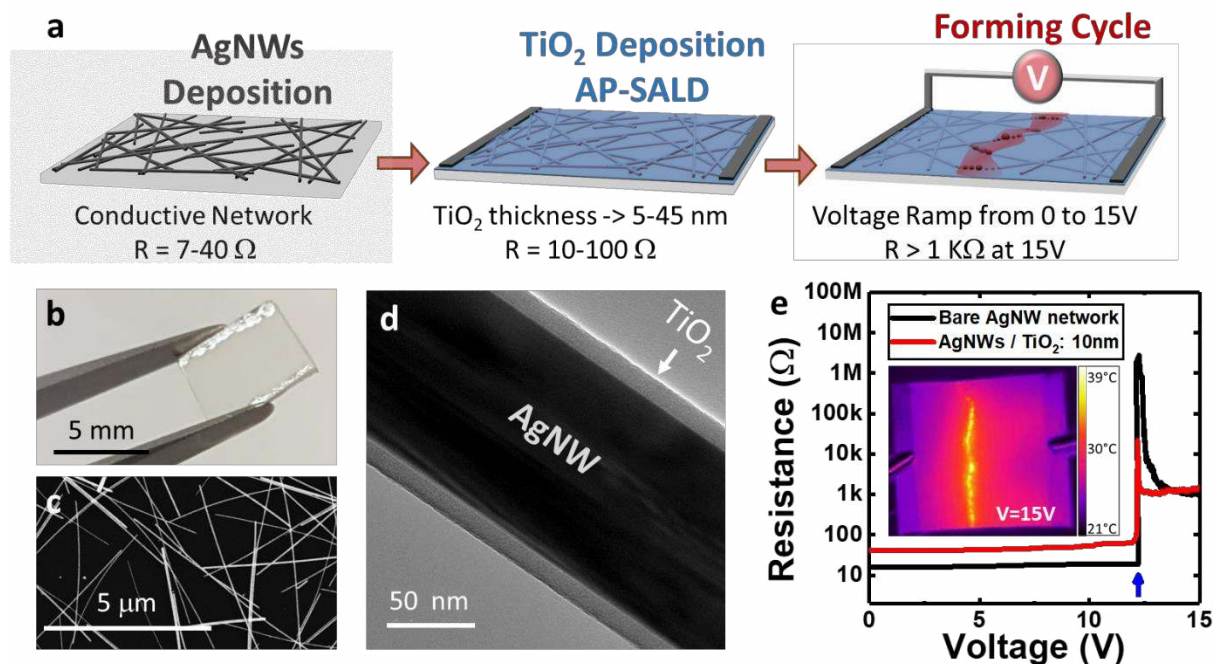 a
AgNWs
Deposition
Conductive Network
R = 7-40 Ω
TiO₂ Deposition
AP-SALD
TiO₂ thickness -> 5-45 nm
R = 10-100 Ω
Forming Cycle
V
Voltage Ramp from 0 to 15V
R > 1 KΩ at 15V
b
5 mm
c
5 μm
d
TiO₂
AgNW
50 nm
e
100M
10M
1M
100k
10k
1k
100
10
Resistance (Ω)
Bare AgNW network
AgNWs / TiO₂: 10nm
39°C
30°C
21°C
V=15V
0
5
10
15
Voltage (V)